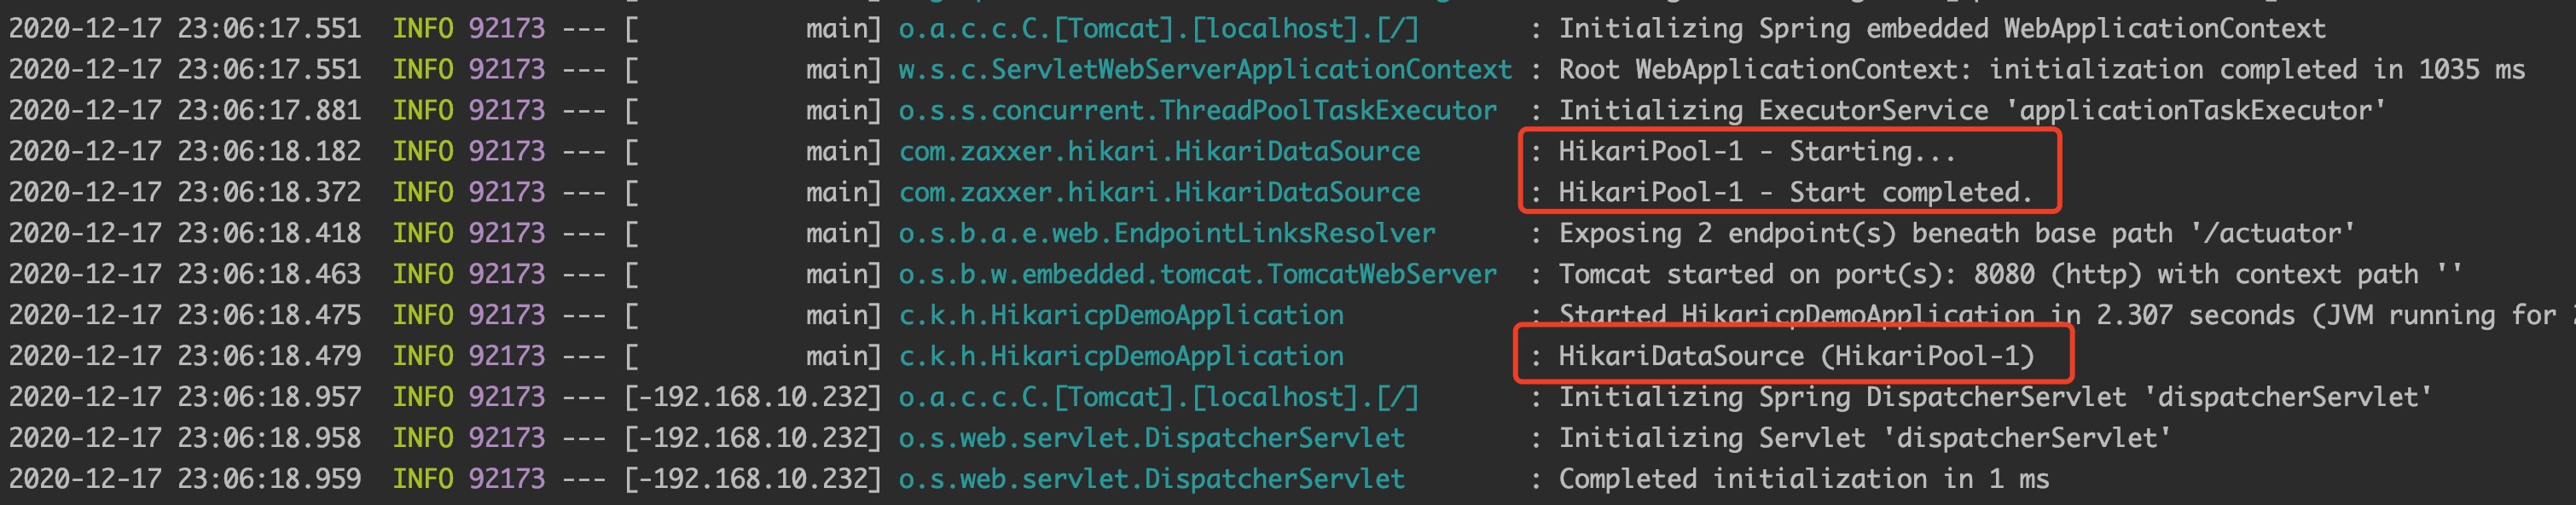 2020-12-17 23:06:17.551  INFO 92173 --- [           main] o.a.c.c.C.[Tomcat].[localhost].[/]       : Initializing Spring embedded WebApplicationContext
2020-12-17 23:06:17.551  INFO 92173 --- [           main] w.s.c.ServletWebServerApplicationContext : Root WebApplicationContext: initialization completed in 1035 ms
2020-12-17 23:06:17.881  INFO 92173 --- [           main] o.s.s.concurrent.ThreadPoolTaskExecutor  : Initializing ExecutorService 'applicationTaskExecutor'
2020-12-17 23:06:18.182  INFO 92173 --- [           main] com.zaxxer.hikari.HikariDataSource       : HikariPool-1 - Starting...
2020-12-17 23:06:18.372  INFO 92173 --- [           main] com.zaxxer.hikari.HikariDataSource       : HikariPool-1 - Start completed.
2020-12-17 23:06:18.418  INFO 92173 --- [           main] o.s.b.a.e.web.EndpointLinksResolver      : Exposing 2 endpoint(s) beneath base path '/actuator'
2020-12-17 23:06:18.463  INFO 92173 --- [           main] o.s.b.w.embedded.tomcat.TomcatWebServer  : Tomcat started on port(s): 8080 (http) with context path ''
2020-12-17 23:06:18.475  INFO 92173 --- [           main] c.k.h.HikaricpDemoApplication            : Started HikaricpDemoApplication in 2.307 seconds (JVM running for
2020-12-17 23:06:18.479  INFO 92173 --- [           main] c.k.h.HikaricpDemoApplication            : HikariDataSource (HikariPool-1)
2020-12-17 23:06:18.957  INFO 92173 --- [-192.168.10.232] o.a.c.c.C.[Tomcat].[localhost].[/]       : Initializing Spring DispatcherServlet 'dispatcherServlet'
2020-12-17 23:06:18.958  INFO 92173 --- [-192.168.10.232] o.s.web.servlet.DispatcherServlet        : Initializing Servlet 'dispatcherServlet'
2020-12-17 23:06:18.959  INFO 92173 --- [-192.168.10.232] o.s.web.servlet.DispatcherServlet        : Completed initialization in 1 ms